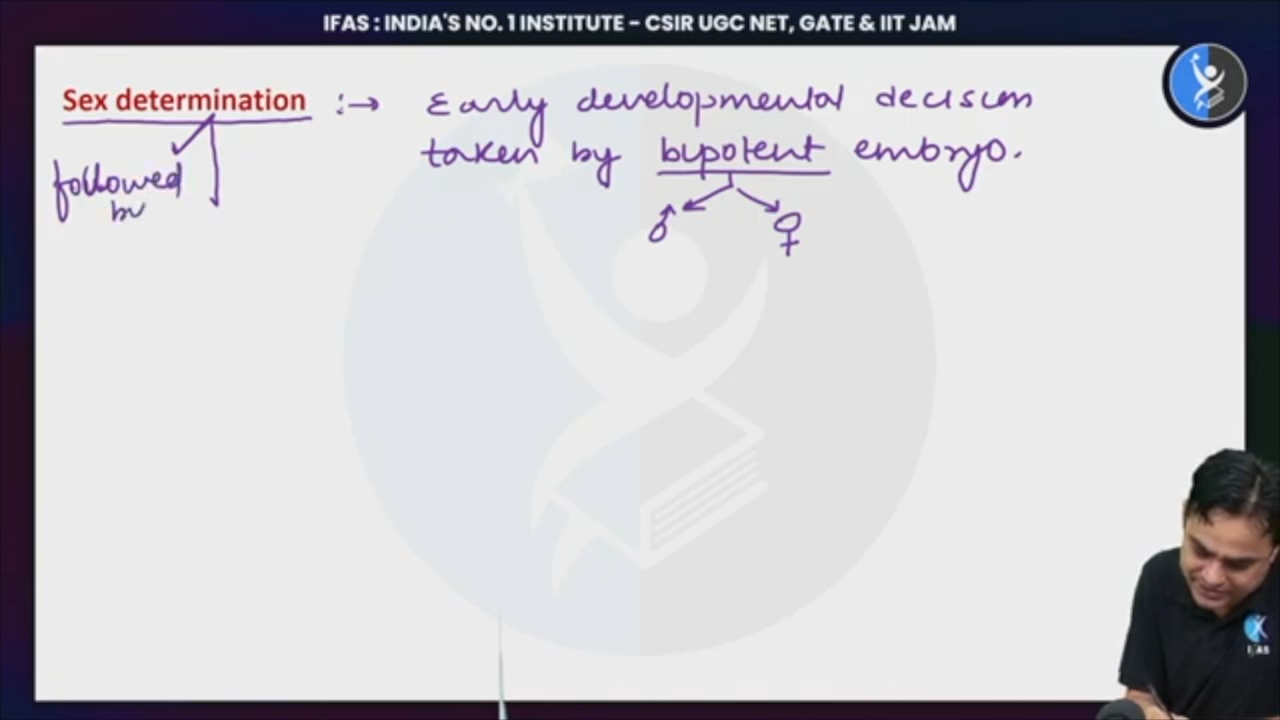 IFAS : INDIA'S NO. 1 INSTITUTE - CSIR UGC NET, GATE & IIT JAM
Sex determination :→ Early developmental decision
taken by bipotent embryo.
followed
by
♂ ♀
IFAS